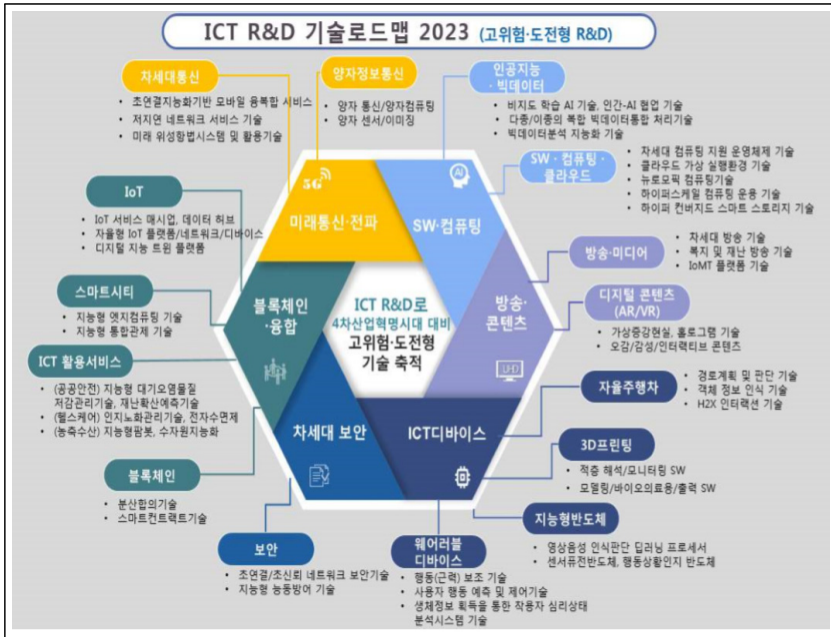 ICT R&D 기술로드맵 2023 (고위험·도전형 R&D)
차세대통신
• 초연결지능화기반 모바일 융복합 서비스
• 저지연 네트워크 서비스 기술
• 미래 위성항법시스템 및 활용기술
양자정보통신
• 양자 통신/양자컴퓨팅
• 양자 센서/이미징
인공지능
·빅데이터
• 비지도 학습 AI 기술, 인간-AI 협업 기술
• 다종/이종의 복합 빅데이터통합 처리기술
• 빅데이터분석 지능화 기술
SW·컴퓨팅·
클라우드
• 차세대 컴퓨팅 지원 운영체제 기술
• 클라우드 가상 실행환경 기술
• 뉴로모픽 컴퓨팅기술
• 하이퍼스케일 컴퓨팅 운용 기술
• 하이퍼 컨버지드 스마트 스토리지 기술
IoT
• IoT 서비스 매시업, 데이터 허브
• 자율형 IoT 플랫폼/네트워크/디바이스
• 디지털 지능 트윈 플랫폼
스마트시티
• 지능형 엣지컴퓨팅 기술
• 지능형 통합관제 기술
ICT 활용서비스
• (공공안전) 지능형 대기오염물질
저감관리기술, 재난확산예측기술
• (헬스케어) 인지노화관리기술, 전자수면제
• (농축수산) 지능형팜봇, 수자원지능화
블록체인
• 분산합의기술
• 스마트컨트랙트기술
5G
미래통신·전파
AI
SW·컴퓨팅
블록체인
·융합
ICT R&D로
4차산업혁명시대 대비
고위험·도전형
기술 축적
방송·
콘텐츠
UHD
차세대 보안
ICT디바이스
방송·미디어
• 차세대 방송 기술
• 복지 및 재난 방송 기술
• IoMT 플랫폼 기술
디지털 콘텐츠
(AR/VR)
• 가상증강현실, 홀로그램 기술
• 오감/감성/인터랙티브 콘텐츠
자율주행차
• 경로계획 및 판단 기술
• 객체 정보 인식 기술
• H2X 인터랙션 기술
3D프린팅
• 적층 해석/모니터링 SW
• 모델링/바이오의료용/출력 SW
지능형반도체
• 영상음성 인식판단 딥러닝 프로세서
• 센서퓨전반도체, 행동상황인지 반도체
보안
• 초연결/초신뢰 네트워크 보안기술
• 지능형 능동방어 기술
웨어러블
디바이스
• 행동(근력) 보조 기술
• 사용자 행동 예측 및 제어기술
• 생체정보 획득을 통한 착용자 심리상태
분석시스템 기술